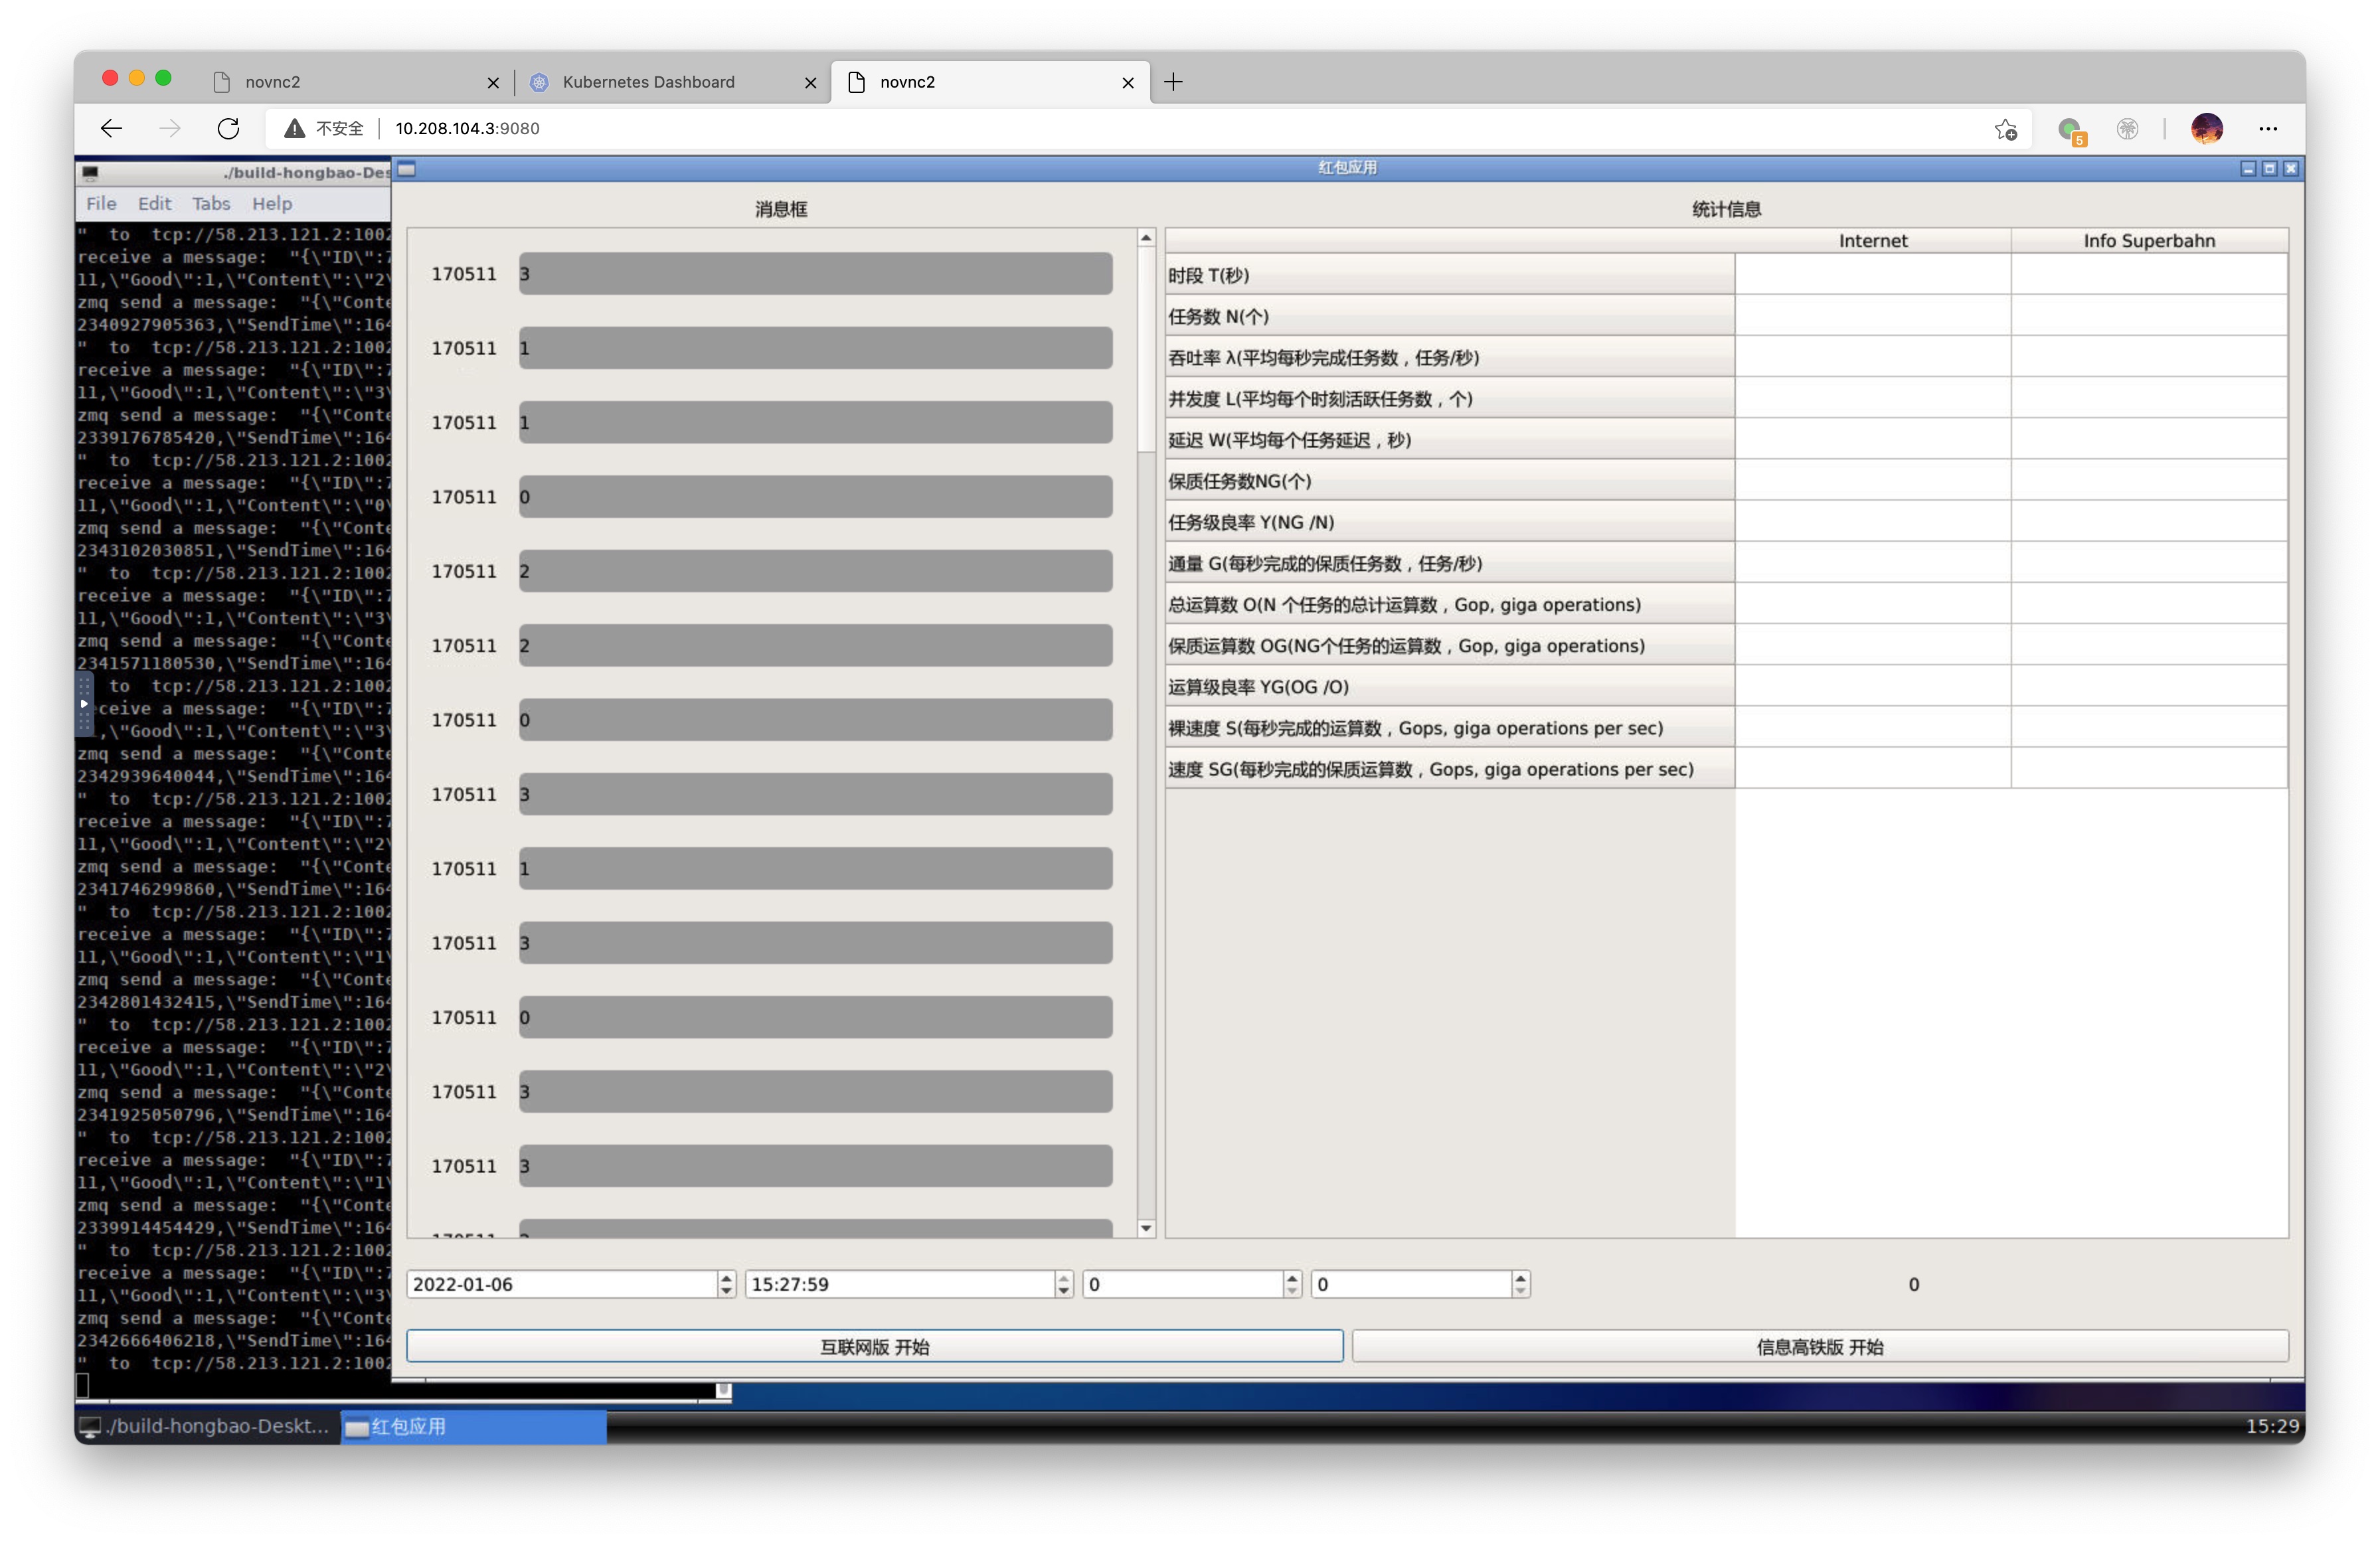 novnc2
Kubernetes Dashboard
novnc2
不安全
10.208.104.3:9080
5
./build-hongbao-Des
File Edit Tabs Help
" to tcp://58.213.121.2:1002
receive a message: "{\"ID\":7
11,\"Good\":1,\"Content\":\"2\
zmq send a message: "{\"Conte
2340927905363,\"SendTime\":164
" to tcp://58.213.121.2:1002
receive a message: "{\"ID\":7
11,\"Good\":1,\"Content\":\"3\
zmq send a message: "{\"Conte
2339176785420,\"SendTime\":164
" to tcp://58.213.121.2:1002
receive a message: "{\"ID\":7
11,\"Good\":1,\"Content\":\"0\
zmq send a message: "{\"Conte
2343102030851,\"SendTime\":164
" to tcp://58.213.121.2:1002
receive a message: "{\"ID\":7
11,\"Good\":1,\"Content\":\"3\
zmq send a message: "{\"Conte
2341571180530,\"SendTime\":164
to tcp://58.213.121.2:1002
ceive a message: "{\"ID\":7
,\"Good\":1,\"Content\":\"3\
zmq send a message: "{\"Conte
2342939640044,\"SendTime\":164
" to tcp://58.213.121.2:1002
receive a message: "{\"ID\":7
11,\"Good\":1,\"Content\":\"2\
zmq send a message: "{\"Conte
2341746299860,\"SendTime\":164
" to tcp://58.213.121.2:1002
receive a message: "{\"ID\":7
11,\"Good\":1,\"Content\":\"1\
zmq send a message: "{\"Conte
2342801432415,\"SendTime\":164
" to tcp://58.213.121.2:1002
receive a message: "{\"ID\":7
11,\"Good\":1,\"Content\":\"2\
zmq send a message: "{\"Conte
2341925050796,\"SendTime\":164
" to tcp://58.213.121.2:1002
receive a message: "{\"ID\":7
11,\"Good\":1,\"Content\":\"1\
zmq send a message: "{\"Conte
2339914454429,\"SendTime\":164
" to tcp://58.213.121.2:1002
receive a message: "{\"ID\":7
11,\"Good\":1,\"Content\":\"3\
zmq send a message: "{\"Conte
2342666406218,\"SendTime\":164
" to tcp://58.213.121.2:1002
红包应用
消息框
170511 3
170511 1
170511 1
170511 0
170511 2
170511 2
170511 0
170511 3
170511 1
170511 3
170511 0
170511 3
170511 3
统计信息
Internet Info Superbahn
时段 T(秒)
任务数 N(个)
吞吐率 λ(平均每秒完成任务数，任务/秒)
并发度 L(平均每个时刻活跃任务数，个)
延迟 W(平均每个任务延迟，秒)
保质任务数NG(个)
任务级良率 Y(NG /N)
通量 G(每秒完成的保质任务数，任务/秒)
总运算数 O(N 个任务的总计运算数，Gop, giga operations)
保质运算数 OG(NG个任务的运算数，Gop, giga operations)
运算级良率 YG(OG /O)
裸速度 S(每秒完成的运算数，Gops, giga operations per sec)
速度 SG(每秒完成的保质运算数，Gops, giga operations per sec)
2022-01-06 15:27:59 0 0 0
互联网版 开始 信息高铁版 开始
./build-hongbao-Deskt... 红包应用 15:29